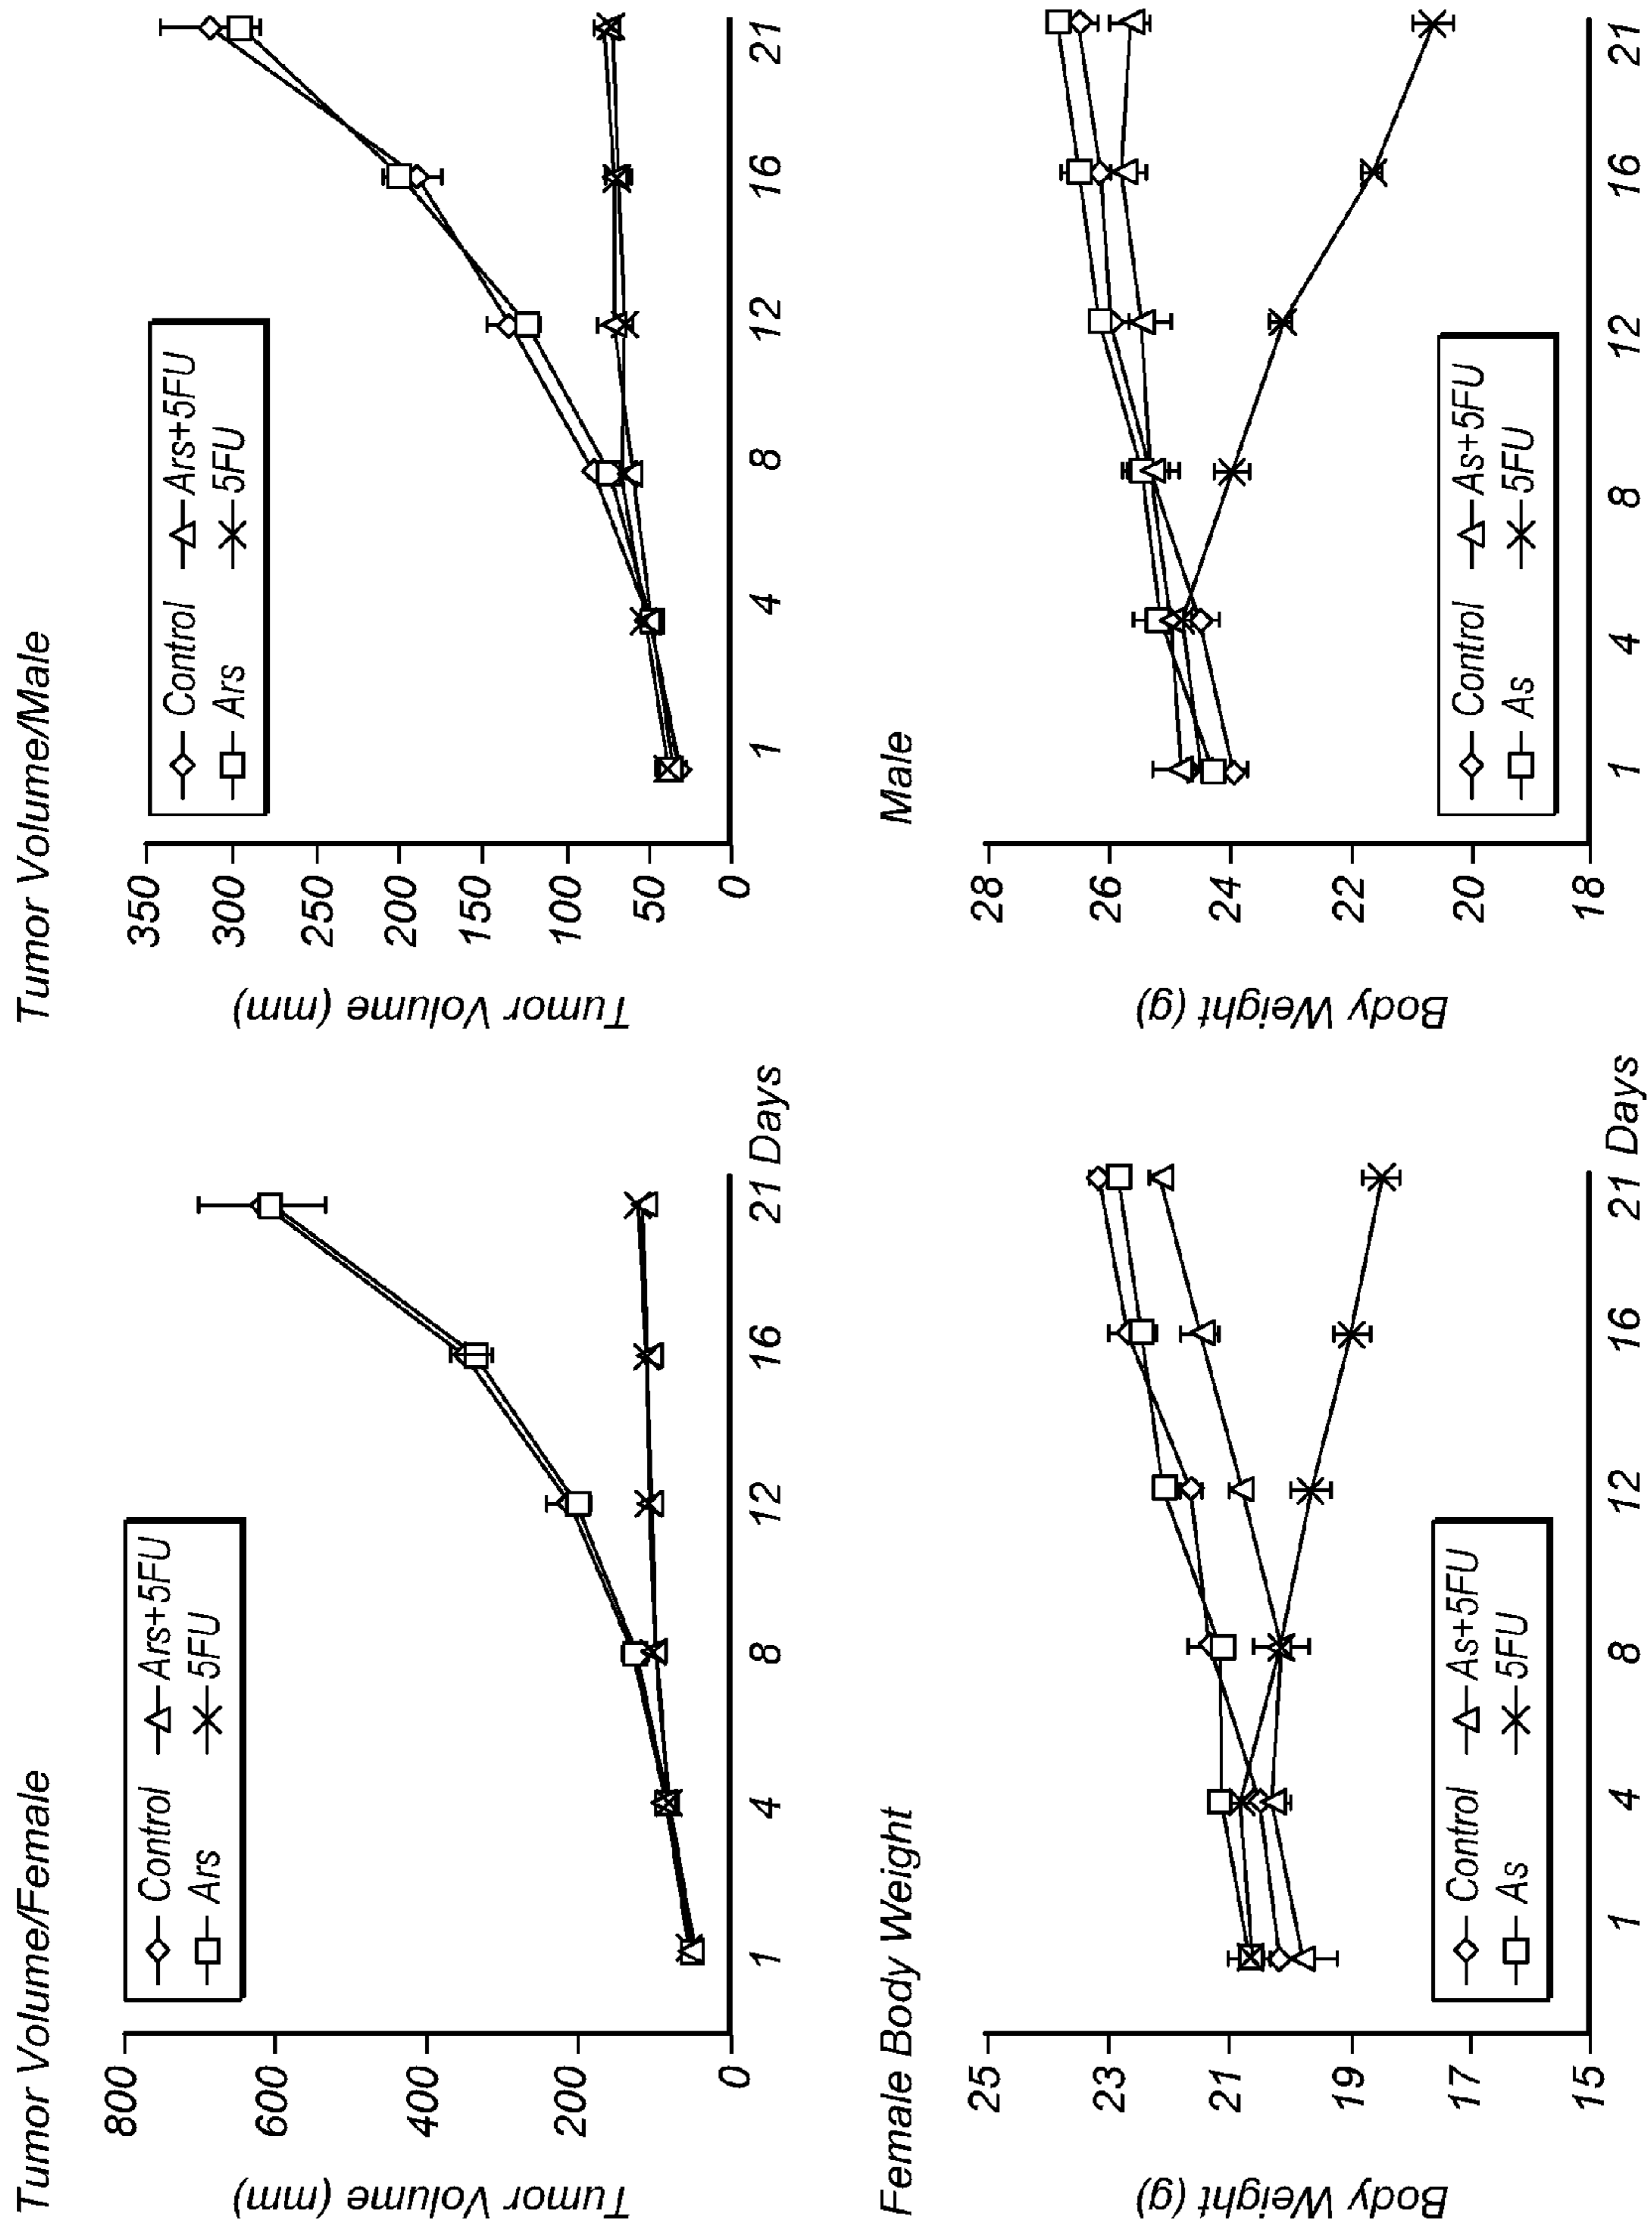 Tumor Volume/Female
Tumor Volume (mm)
800
600
400
200
0
Control Ars+5FU
Ars 5FU
1 4 8 12 16 21 Days
Tumor Volume/Male
Tumor Volume (mm)
350
300
250
200
150
100
50
0
Control Ars+5FU
Ars 5FU
1 4 8 12 16 21
Female Body Weight
Body Weight (g)
25
23
21
19
17
15
Control As+5FU
As 5FU
1 4 8 12 16 21 Days
Male
Body Weight (g)
28
26
24
22
20
18
Control As+5FU
As 5FU
1 4 8 12 16 21